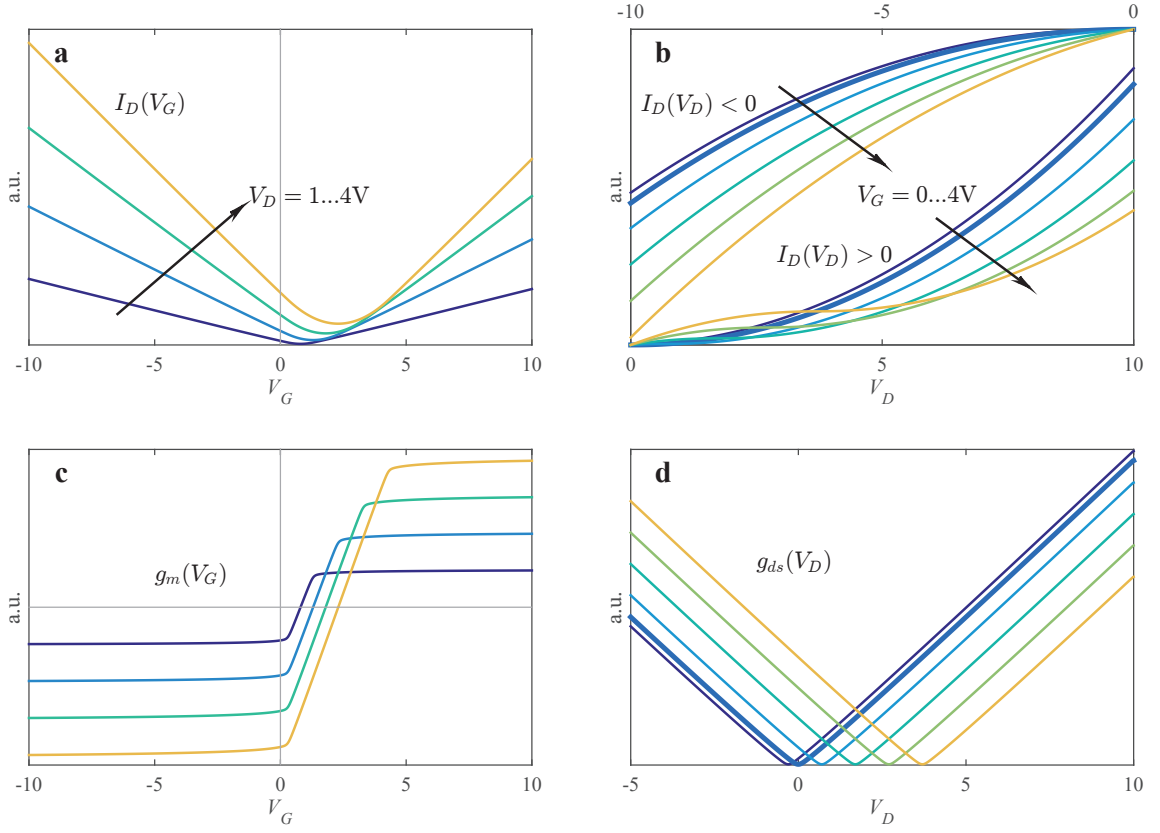 a
I_D(V_G)
V_D = 1...4V
a.u.
-10 -5 0 5 10
V_G
-10 -5 0
b
I_D(V_D) < 0
V_G = 0...4V
I_D(V_D) > 0
a.u.
0 5 10
V_D
c
g_m(V_G)
a.u.
-10 -5 0 5 10
V_G
d
g_{ds}(V_D)
a.u.
-5 0 5 10
V_D